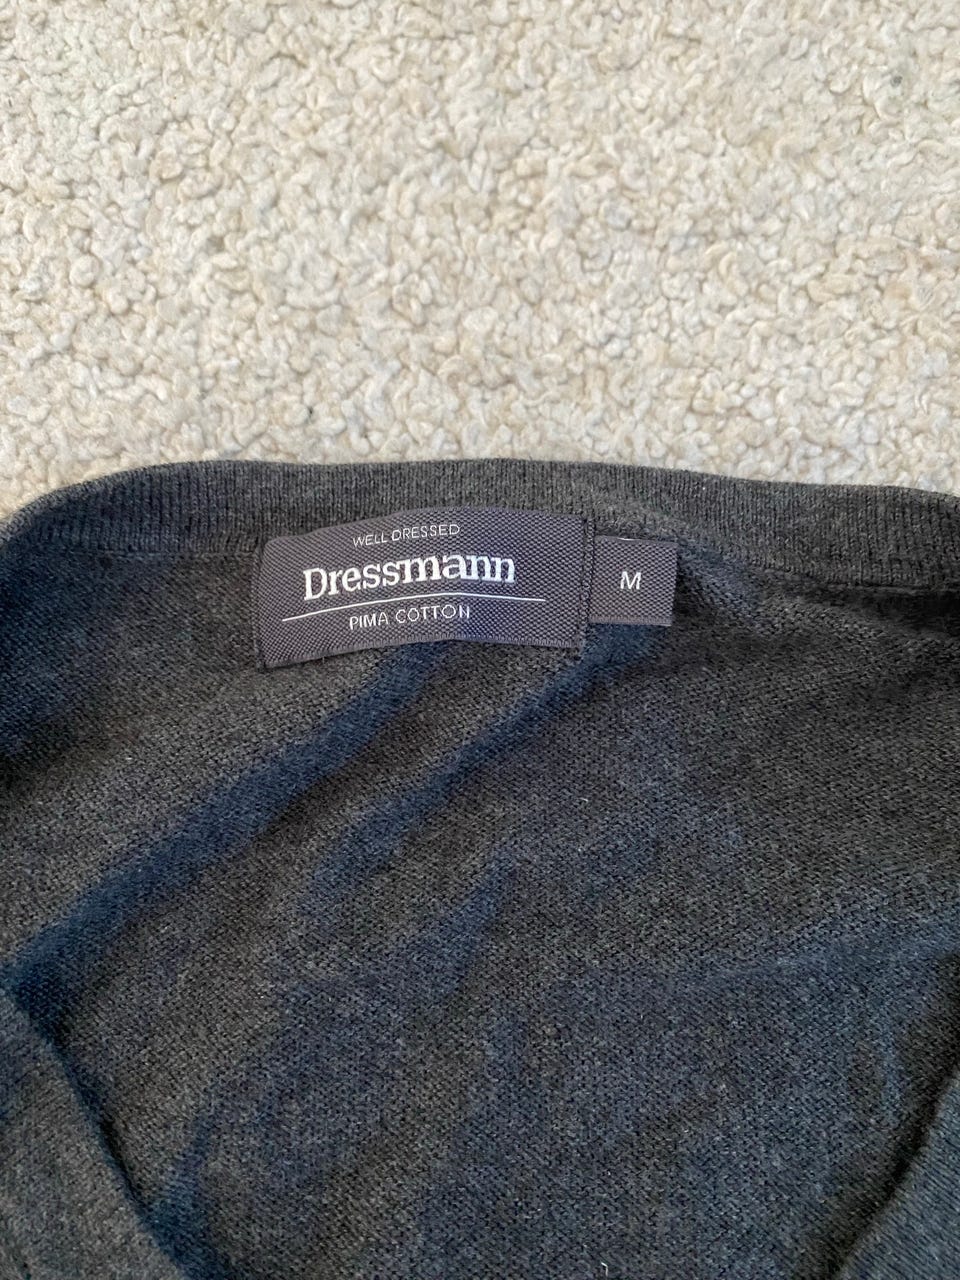 WELL DRESSED
Dressmann
PIMA COTTON
M